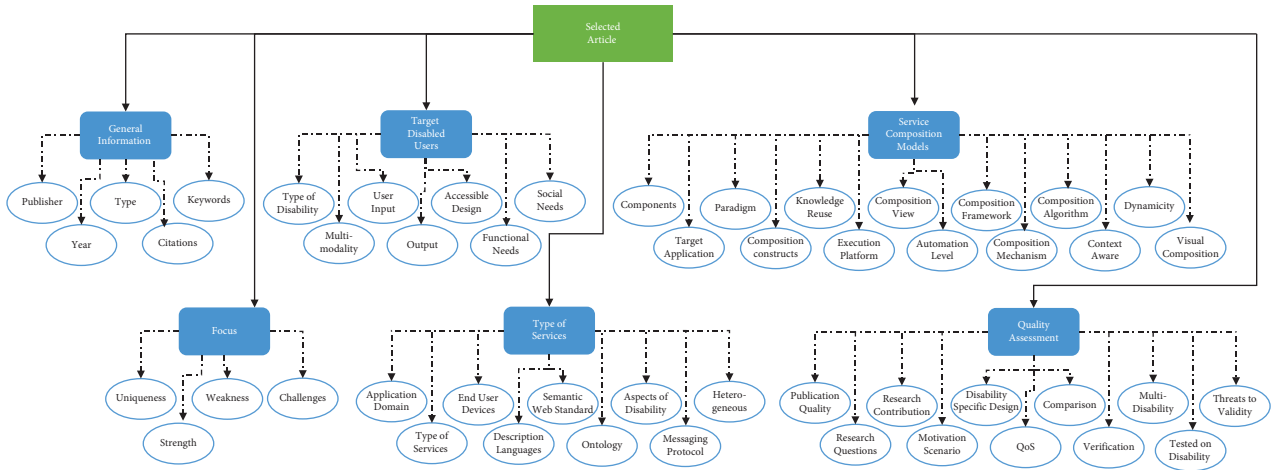 Selected
Article
General
Information
Publisher
Year
Type
Citations
Keywords
Target
Disabled
Users
Type of
Disability
Multi-
modality
User
Input
Output
Accessible
Design
Functional
Needs
Social
Needs
Service
Composition
Models
Components
Target
Application
Paradigm
Composition
constructs
Knowledge
Reuse
Execution
Platform
Composition
View
Automation
Level
Composition
Framework
Composition
Mechanism
Composition
Algorithm
Context
Aware
Dynamicity
Visual
Composition
Focus
Uniqueness
Strength
Weakness
Challenges
Type of
Services
Application
Domain
Type of
Services
End User
Devices
Description
Languages
Semantic
Web Standard
Ontology
Aspects of
Disability
Messaging
Protocol
Hetero-
geneous
Quality
Assessment
Publication
Quality
Research
Questions
Research
Contribution
Motivation
Scenario
Disability
Specific Design
QoS
Comparison
Verification
Multi-
Disability
Tested on
Disability
Threats to
Validity